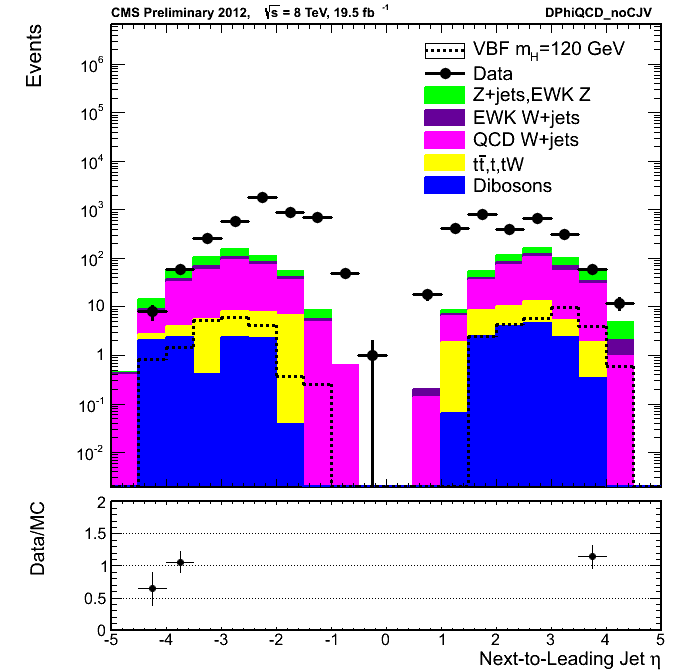 CMS Preliminary 2012, √s = 8 TeV, 19.5 fb⁻¹ DPhiQCD_noCJV
Events
VBF m_H=120 GeV
Data
Z+jets,EWK Z
EWK W+jets
QCD W+jets
tt̄,t,tW
Dibosons
10⁶
10⁵
10⁴
10³
10²
10
1
10⁻¹
10⁻²
Data/MC
2
1.5
1
0.5
0
-5 -4 -3 -2 -1 0 1 2 3 4 5
Next-to-Leading Jet η